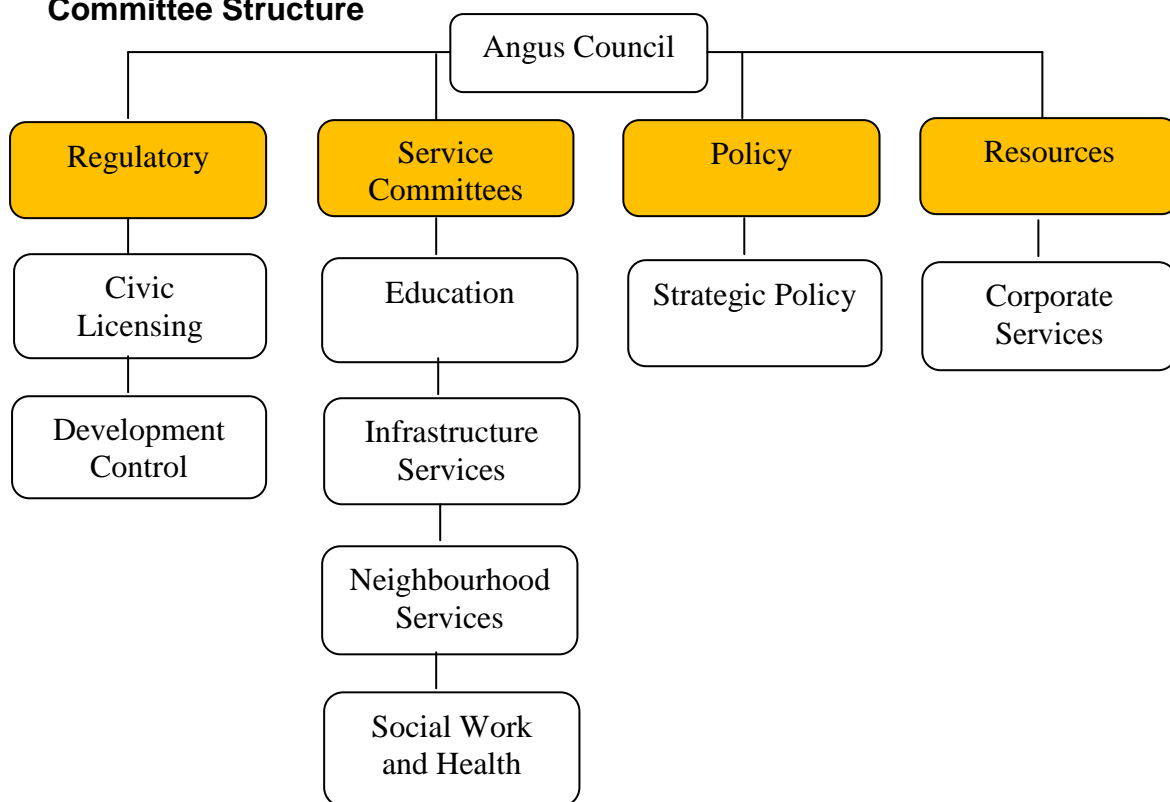 Committee Structure
Angus Council
Regulatory
Service
Committees
Policy
Resources
Civic
Licensing
Education
Strategic Policy
Corporate
Services
Development
Control
Infrastructure
Services
Neighbourhood
Services
Social Work
and Health